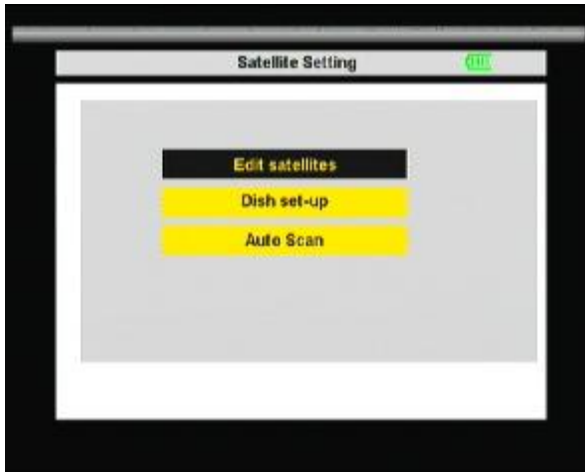 Satellite Setting
Edit satellites
Dish set-up
Auto Scan